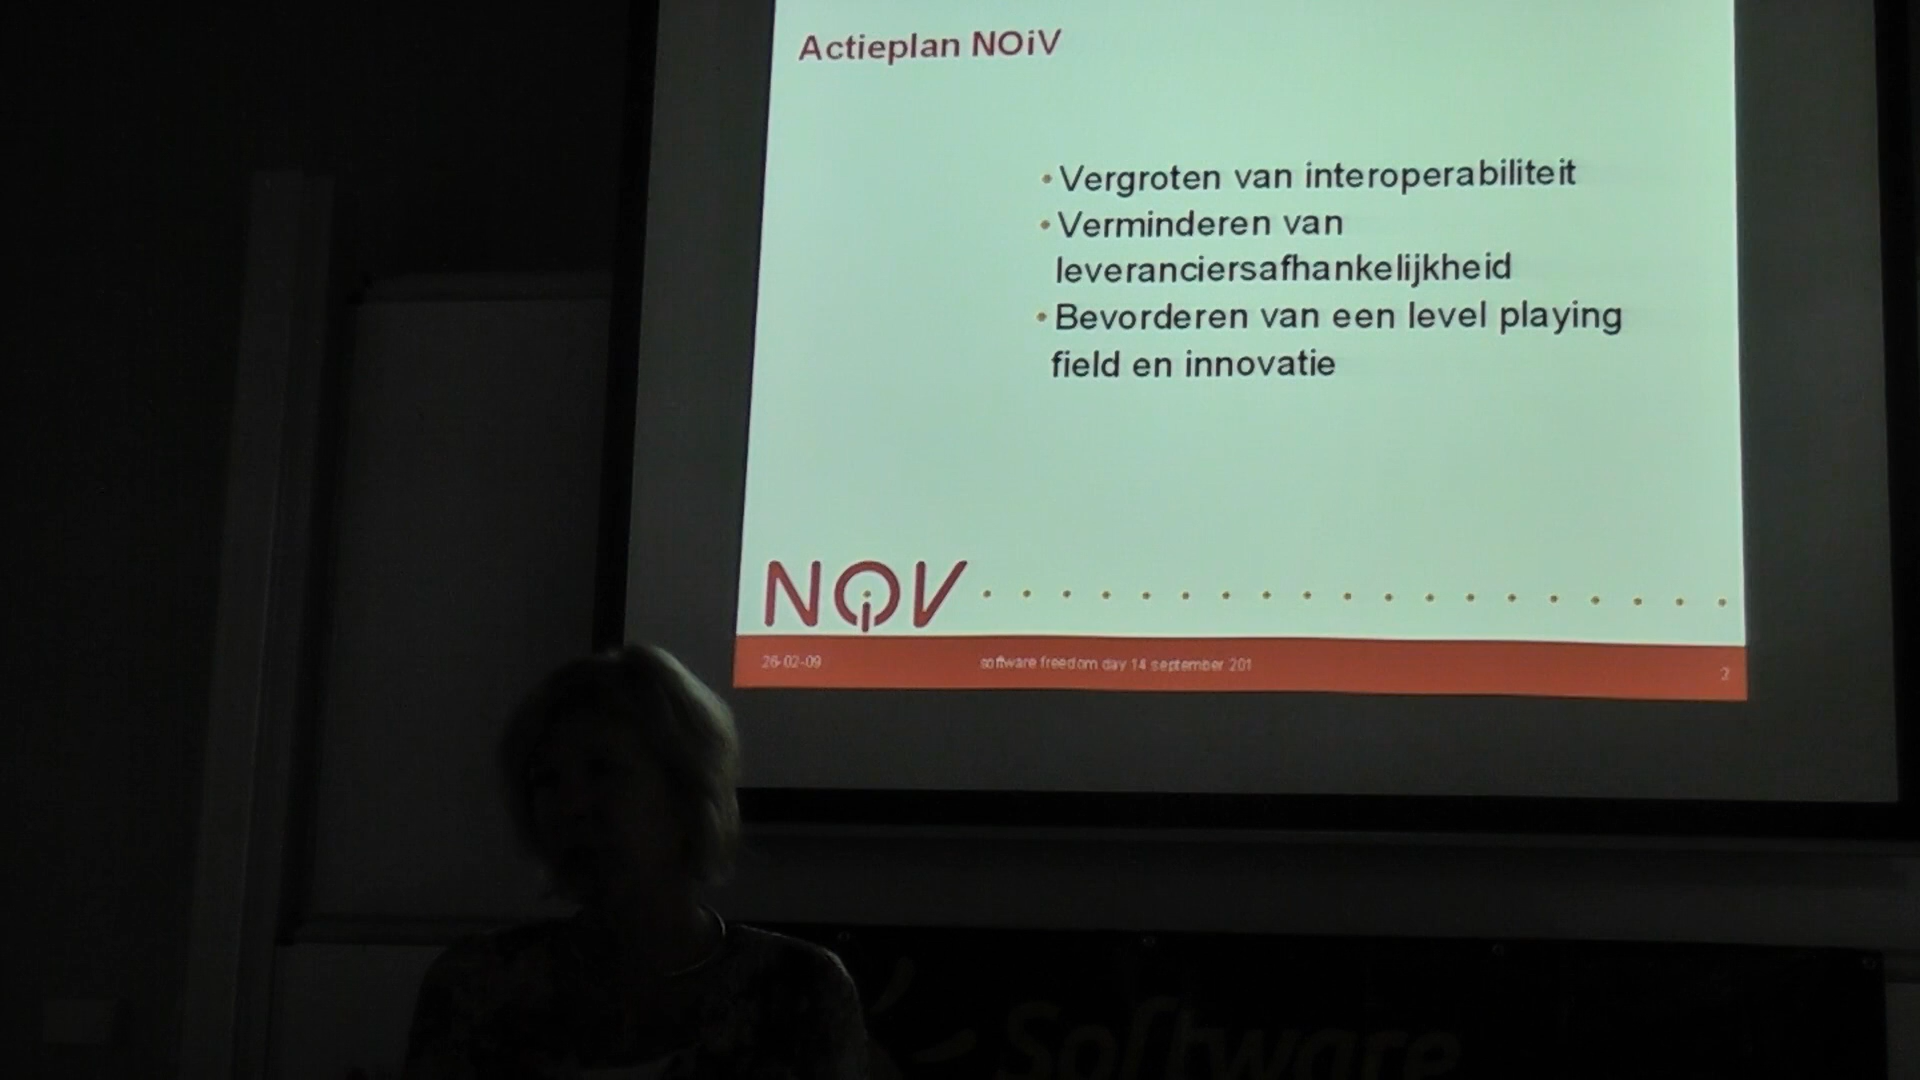 Actieplan NOiV
•Vergroten van interoperabiliteit
•Verminderen van
leveranciersafhankelijkheid
•Bevorderen van een level playing
field en innovatie
NOiV
26-02-09 software freedom day 14 september 201 2
Software